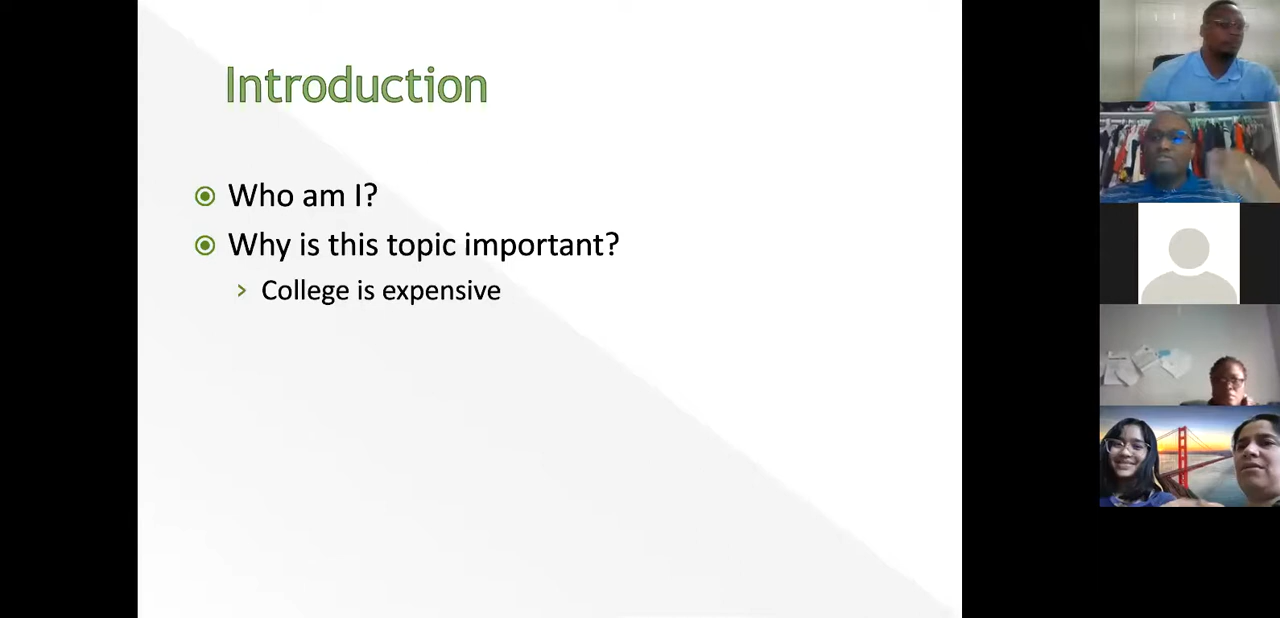 Introduction
Who am I?
Why is this topic important?
College is expensive